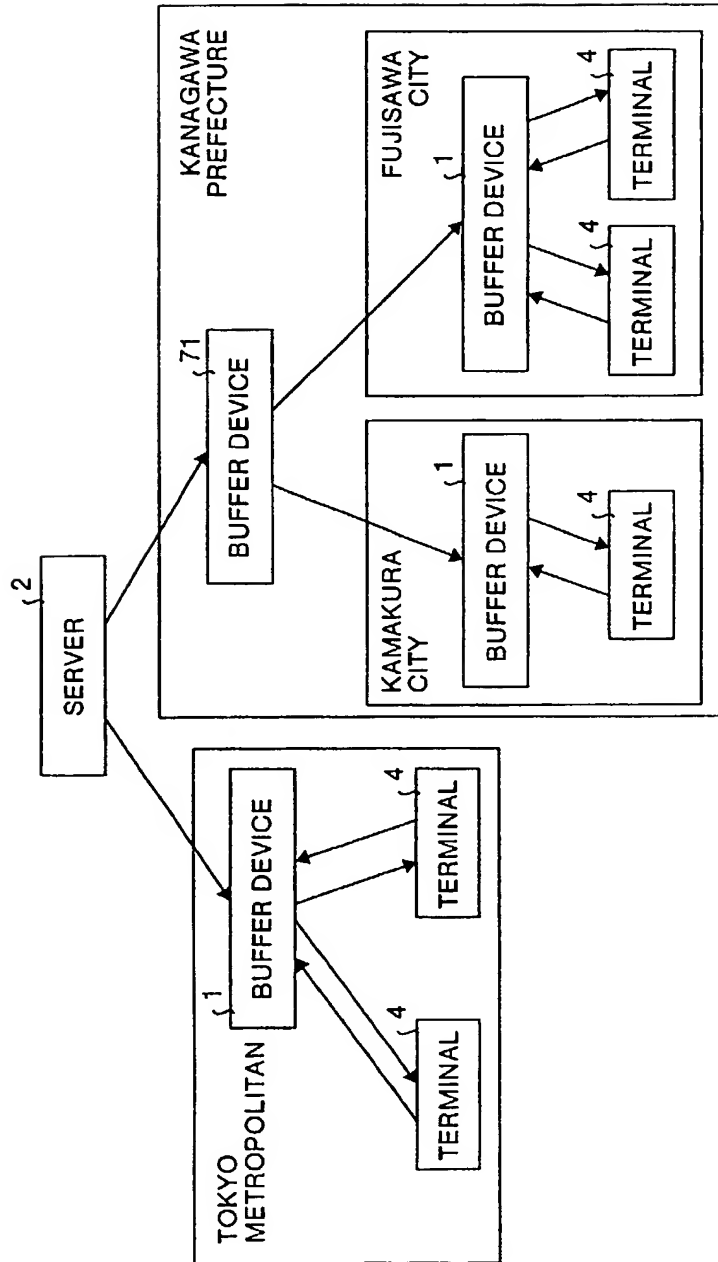 SERVER
2
TOKYO
METROPOLITAN
1
BUFFER DEVICE
4
TERMINAL
4
TERMINAL
KANAGAWA
PREFECTURE
71
BUFFER DEVICE
KAMAKURA
CITY
1
BUFFER DEVICE
4
TERMINAL
FUJISAWA
CITY
1
BUFFER DEVICE
4
TERMINAL
4
TERMINAL